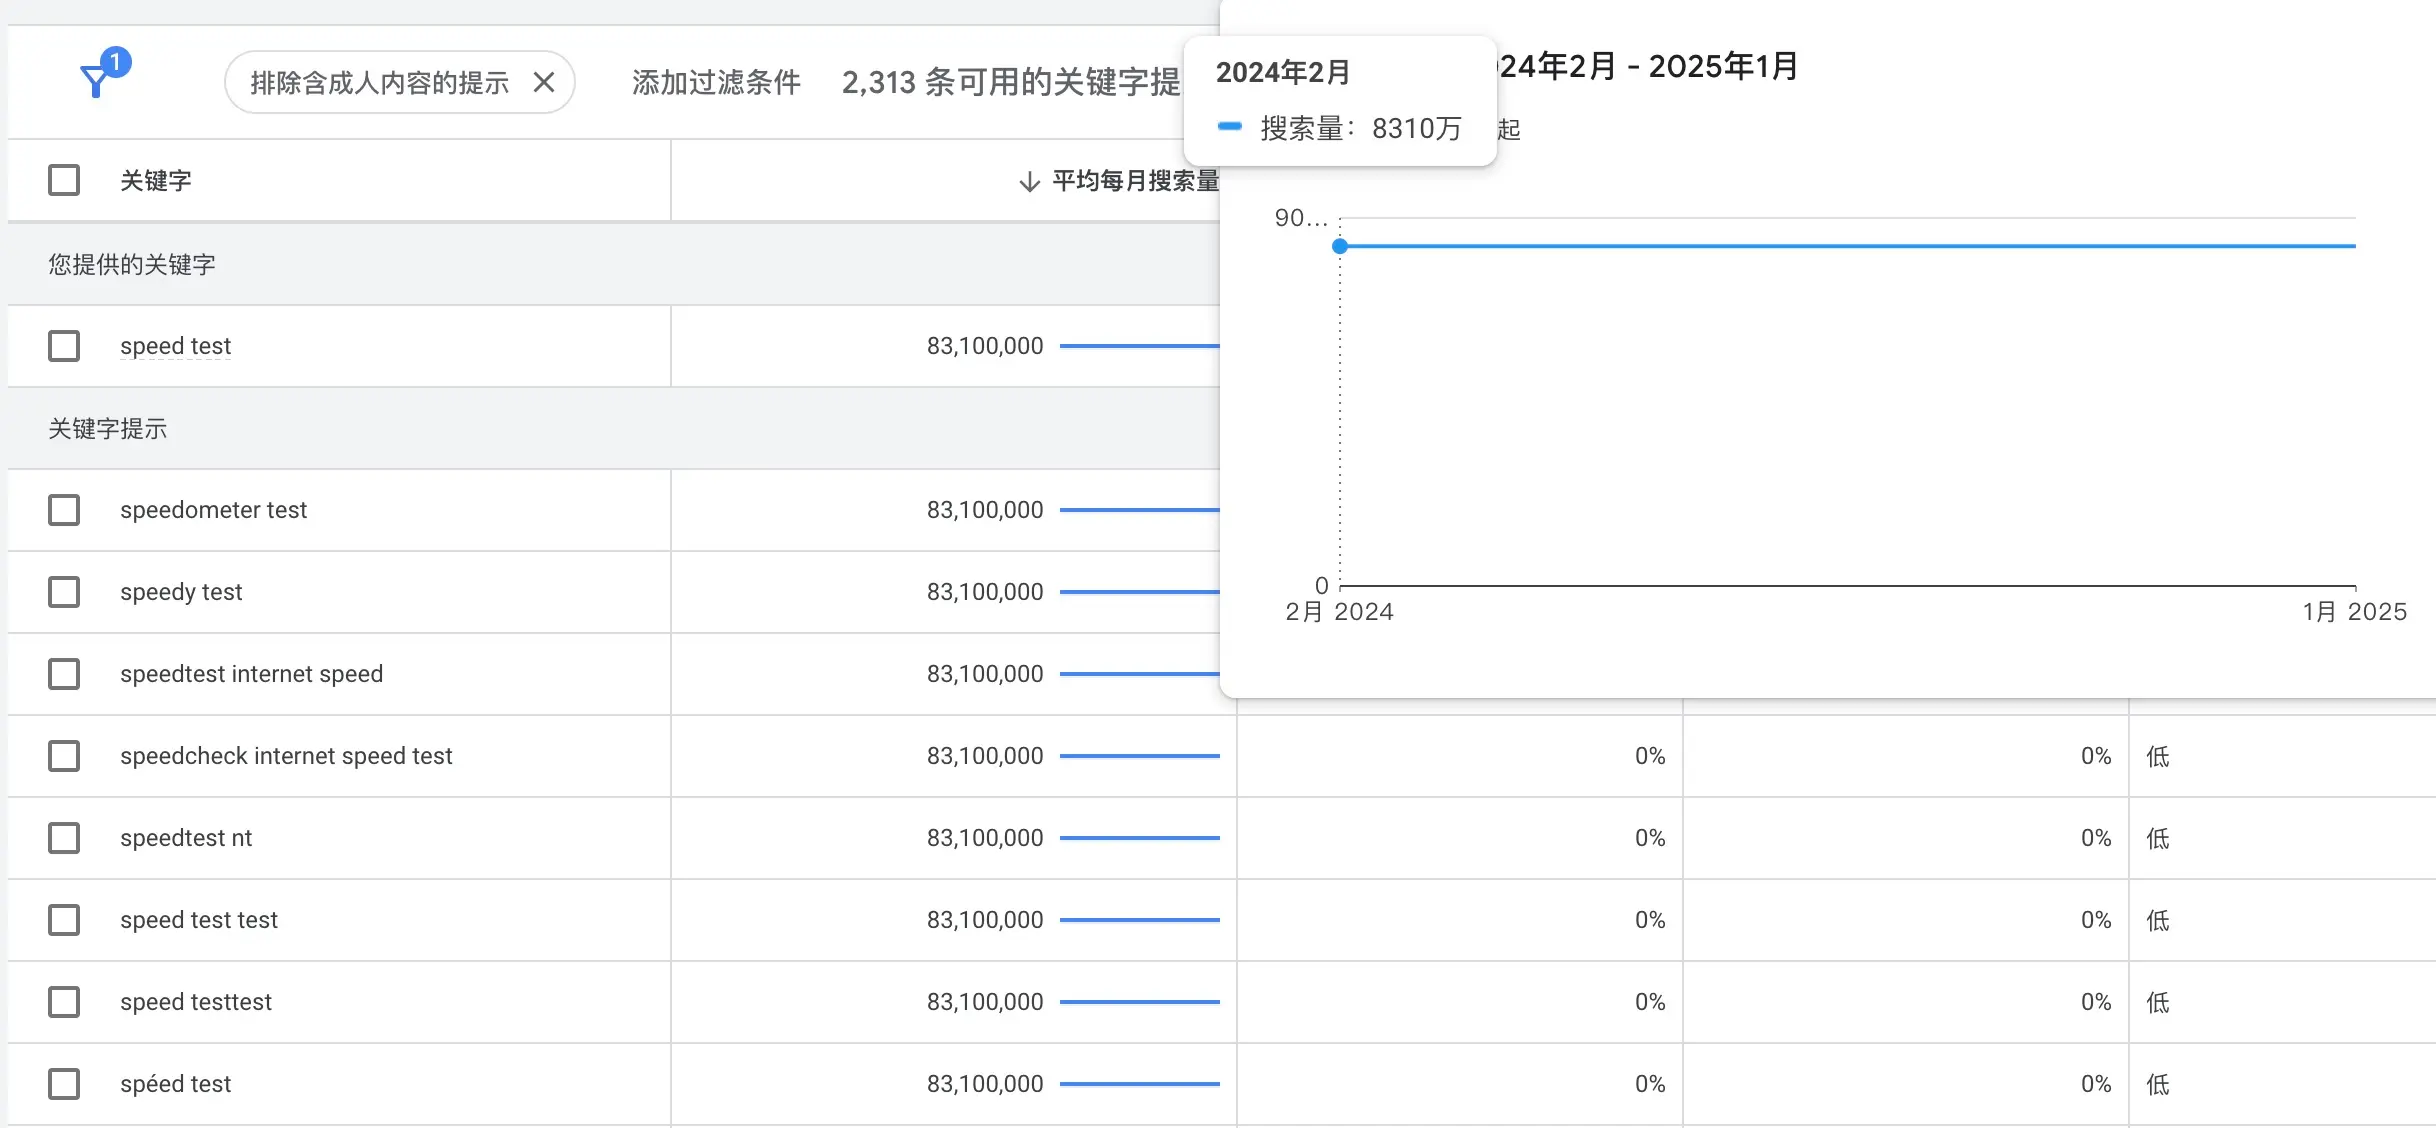 1
排除含成人内容的提示
添加过滤条件
2,313 条可用的关键字提
关键字
平均每月搜索量
您提供的关键字
speed test 83,100,000
关键字提示
speedometer test 83,100,000
speedy test 83,100,000
speedtest internet speed 83,100,000
speedcheck internet speed test 83,100,000 0% 0% 低
speedtest nt 83,100,000 0% 0% 低
speed test test 83,100,000 0% 0% 低
speed testtest 83,100,000 0% 0% 低
spéed test 83,100,000 0% 0% 低
24年2月 - 2025年1月
起
2024年2月
搜索量： 8310万
90...
0
2月 2024
1月 2025